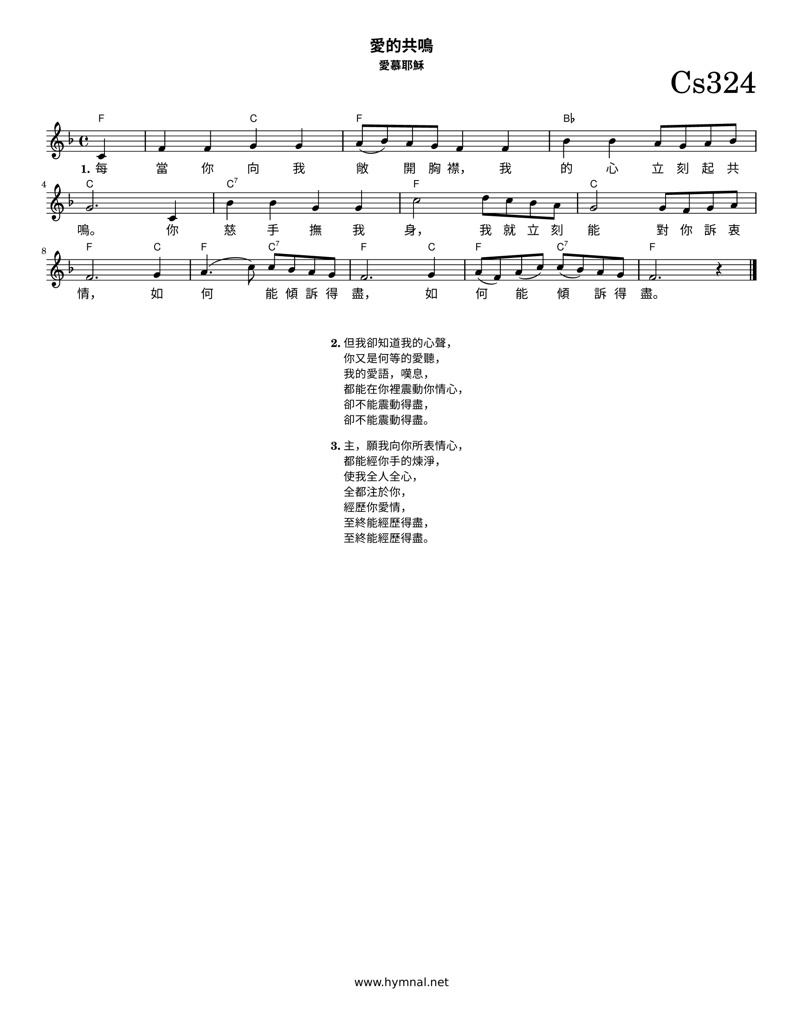 愛的共鳴
愛慕耶穌
Cs324
F C F B♭
1. 每 當 你 向 我 敞 開 胸 襟， 我 的 心 立 刻 起 共
4 C C7 F C
鳴。 你 慈 手 撫 我 身， 我 就 立 刻 能 對 你 訴 衷
8 F C F C7 F C F C7 F
情， 如 何 能 傾 訴 得 盡， 如 何 能 傾 訴 得 盡。
2. 但我卻知道我的心聲，
你又是何等的愛聽，
我的愛語，嘆息，
都能在你裡震動你情心，
卻不能震動得盡，
卻不能震動得盡。
3. 主，願我向你所表情心，
都能經你手的煉淨，
使我全人全心，
全都注於你，
經歷你愛情，
至終能經歷得盡，
至終能經歷得盡。
www.hymnal.net